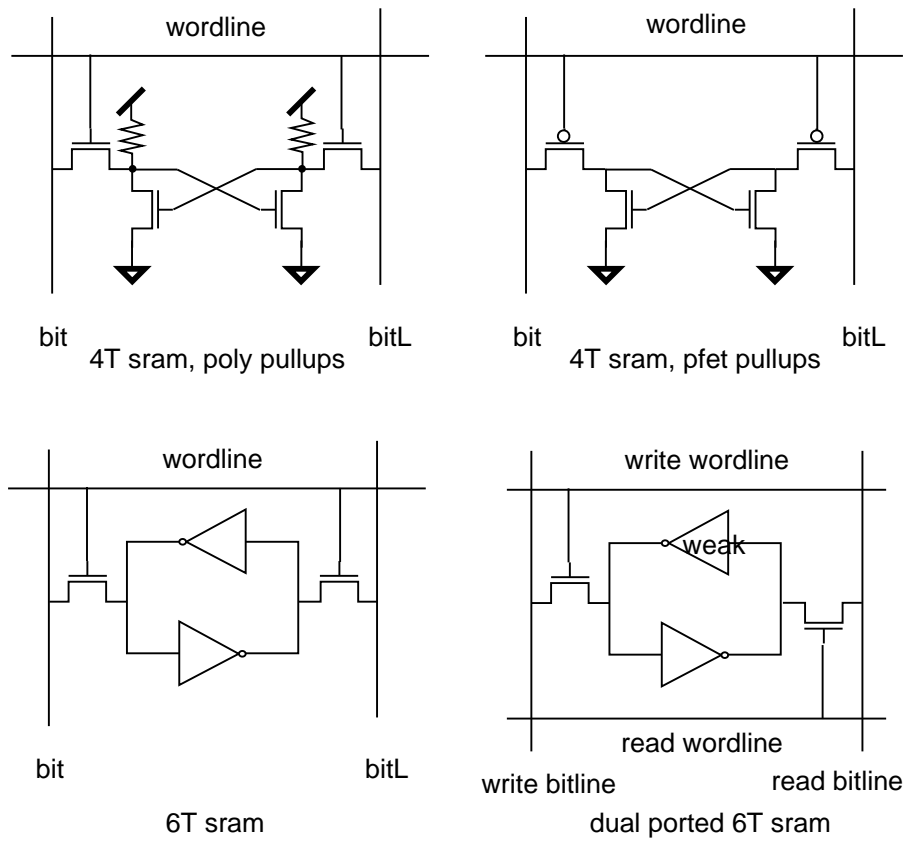 wordline
bit
bitL
4T sram, poly pullups
wordline
bit
bitL
4T sram, pfet pullups
wordline
bit
bitL
6T sram
write wordline
weak
read wordline
write bitline
read bitline
dual ported 6T sram